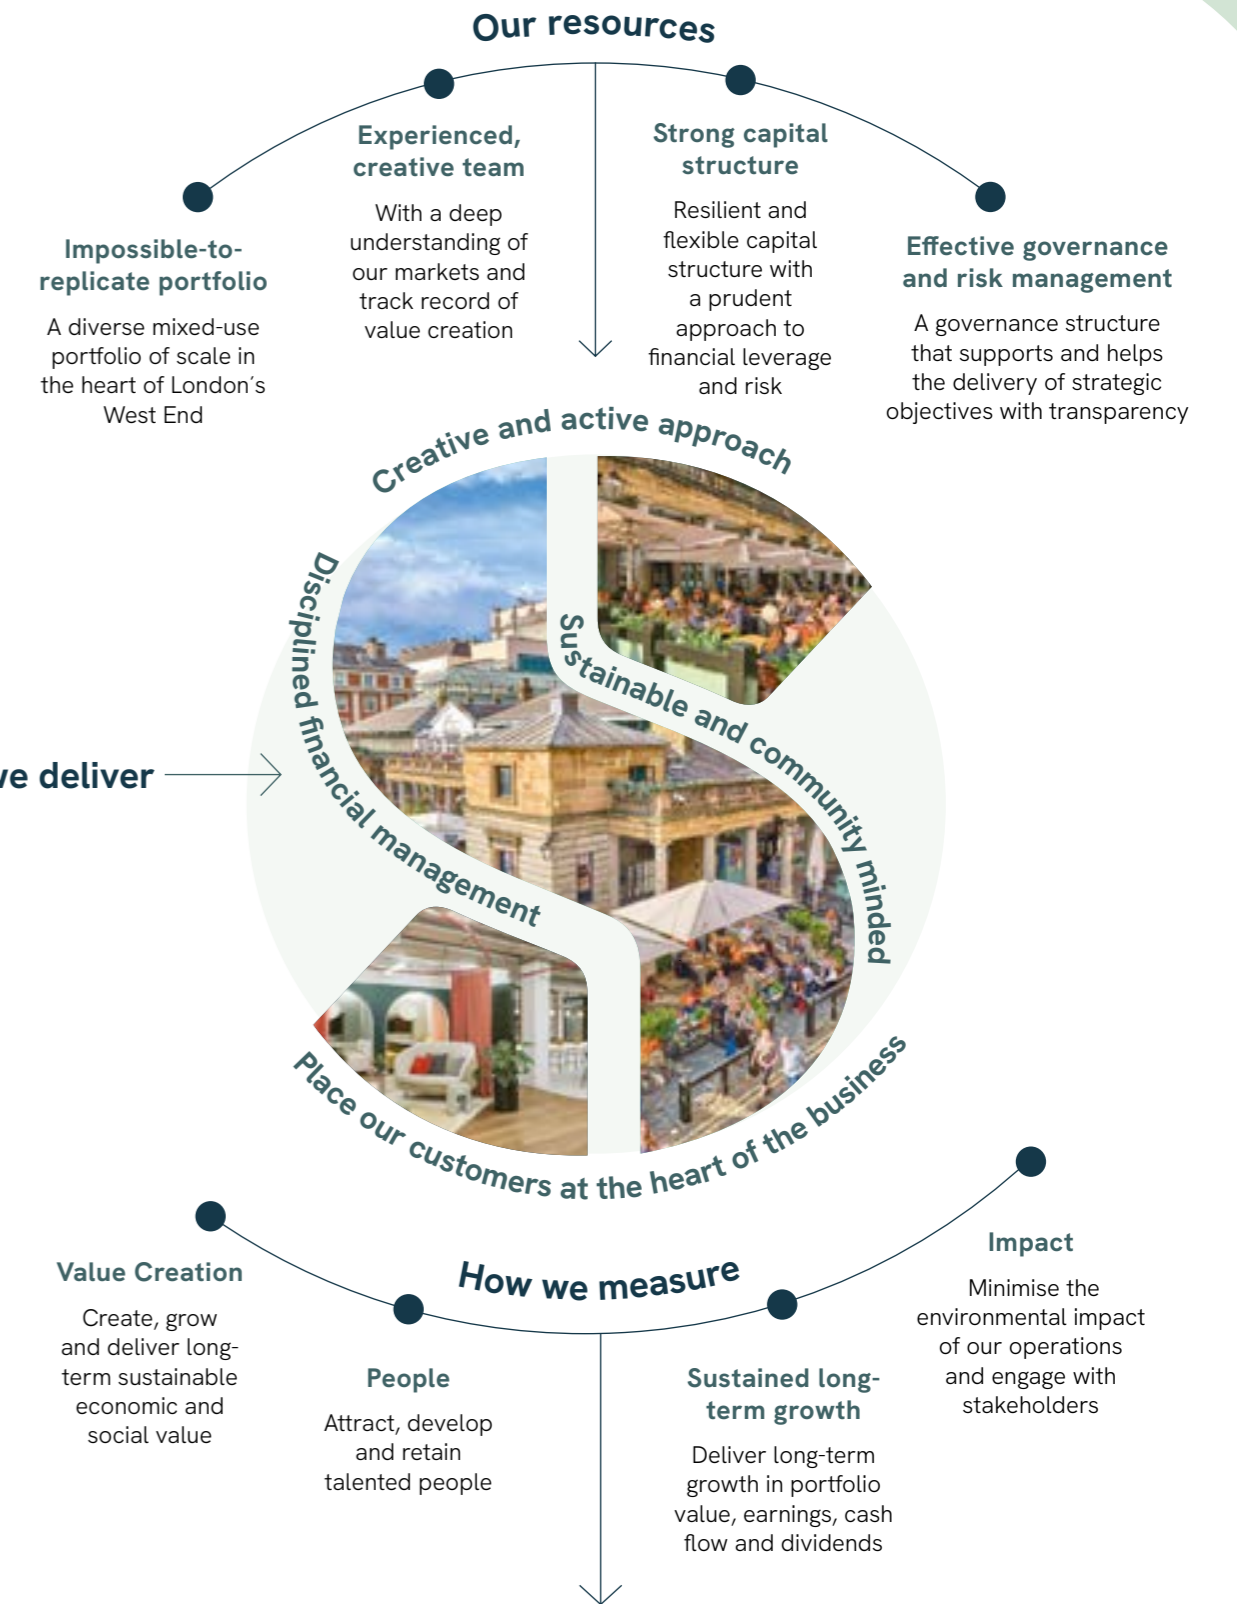 Our resources
Impossible-to-
replicate portfolio
A diverse mixed-use
portfolio of scale in
the heart of London´s
West End
Experienced,
creative team
With a deep
understanding of
our markets and
track record of
value creation
Strong capital
structure
Resilient and
flexible capital
structure with
a prudent
approach to
financial leverage
and risk
Effective governance
and risk management
A governance structure
that supports and helps
the delivery of strategic
objectives with transparency
Creative and active approach
Disciplined financial management
Sustainable and community minded
we deliver
Place our customers at the heart of the business
How we measure
Value Creation
Create, grow
and deliver long-
term sustainable
economic and
social value
People
Attract, develop
and retain
talented people
Sustained long-
term growth
Deliver long-term
growth in portfolio
value, earnings, cash
flow and dividends
Impact
Minimise the
environmental impact
of our operations
and engage with
stakeholders